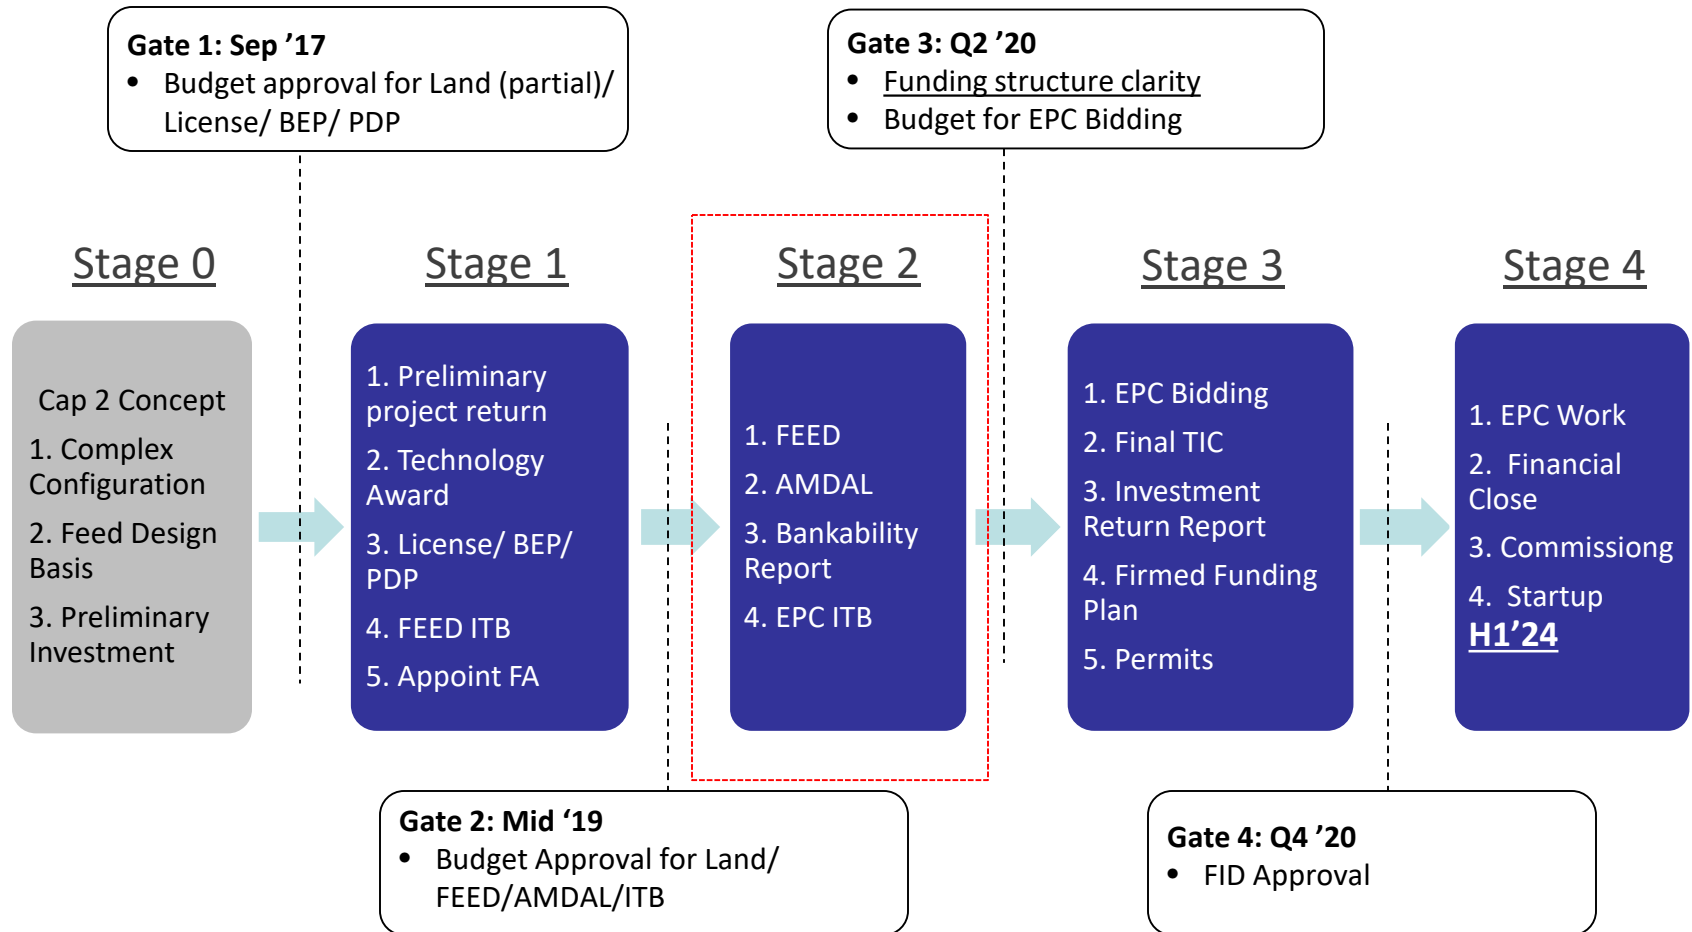 Gate 1: Sep ’17
• Budget approval for Land (partial)/
License/ BEP/ PDP
Gate 3: Q2 ’20
• Funding structure clarity
• Budget for EPC Bidding
Stage 0
Cap 2 Concept
1. Complex
Configuration
2. Feed Design
Basis
3. Preliminary
Investment
Stage 1
1. Preliminary
project return
2. Technology
Award
3. License/ BEP/
PDP
4. FEED ITB
5. Appoint FA
Stage 2
1. FEED
2. AMDAL
3. Bankability
Report
4. EPC ITB
Stage 3
1. EPC Bidding
2. Final TIC
3. Investment
Return Report
4. Firmed Funding
Plan
5. Permits
Stage 4
1. EPC Work
2. Financial
Close
3. Commissiong
4. Startup
H1’24
Gate 2: Mid ‘19
• Budget Approval for Land/
FEED/AMDAL/ITB
Gate 4: Q4 ’20
• FID Approval